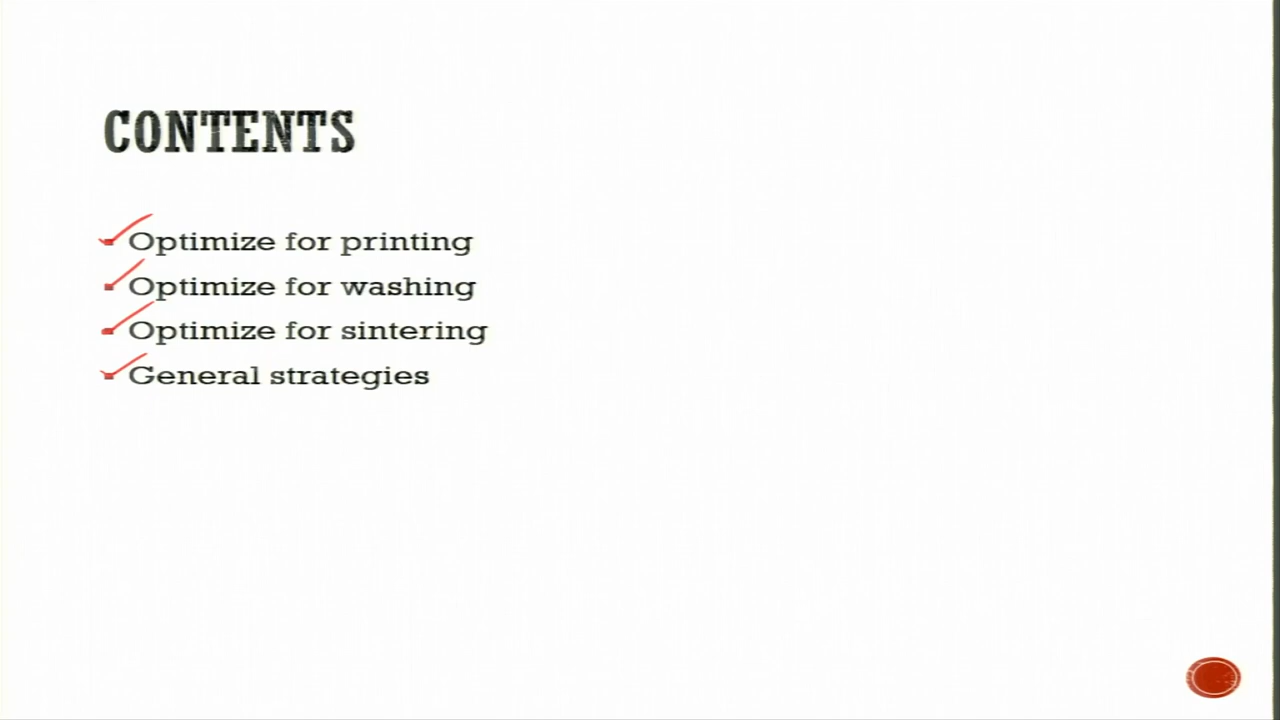 CONTENTS
Optimize for printing
Optimize for washing
Optimize for sintering
General strategies